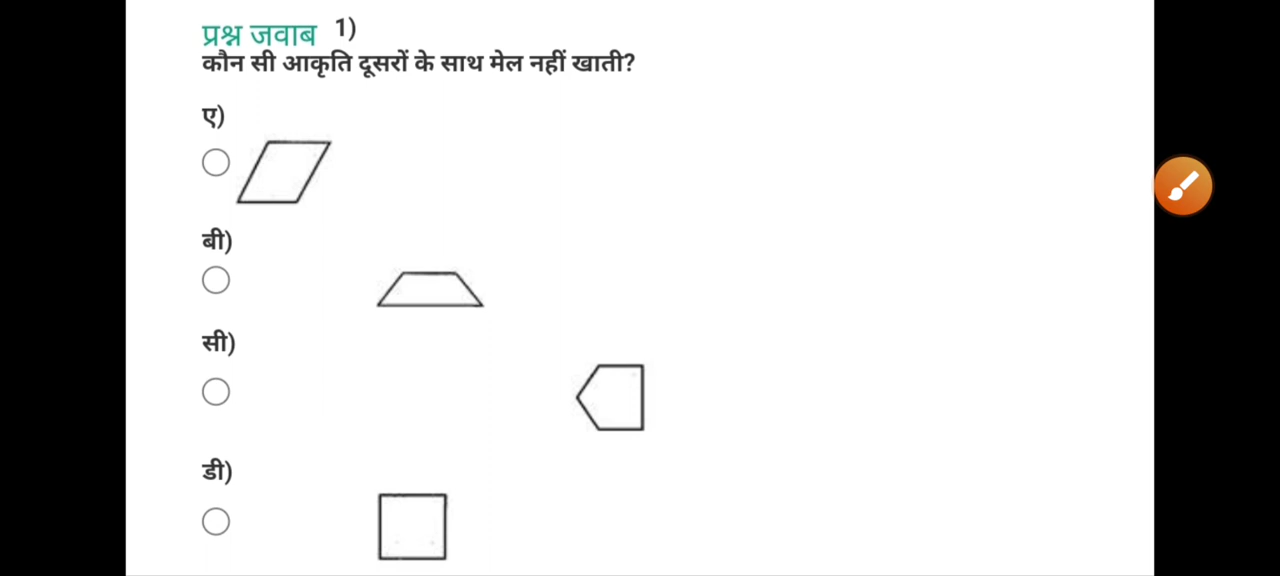 प्रश्न जवाब 1)
कौन सी आकृति दूसरों के साथ मेल नहीं खाती?
ए)
बी)
सी)
डी)